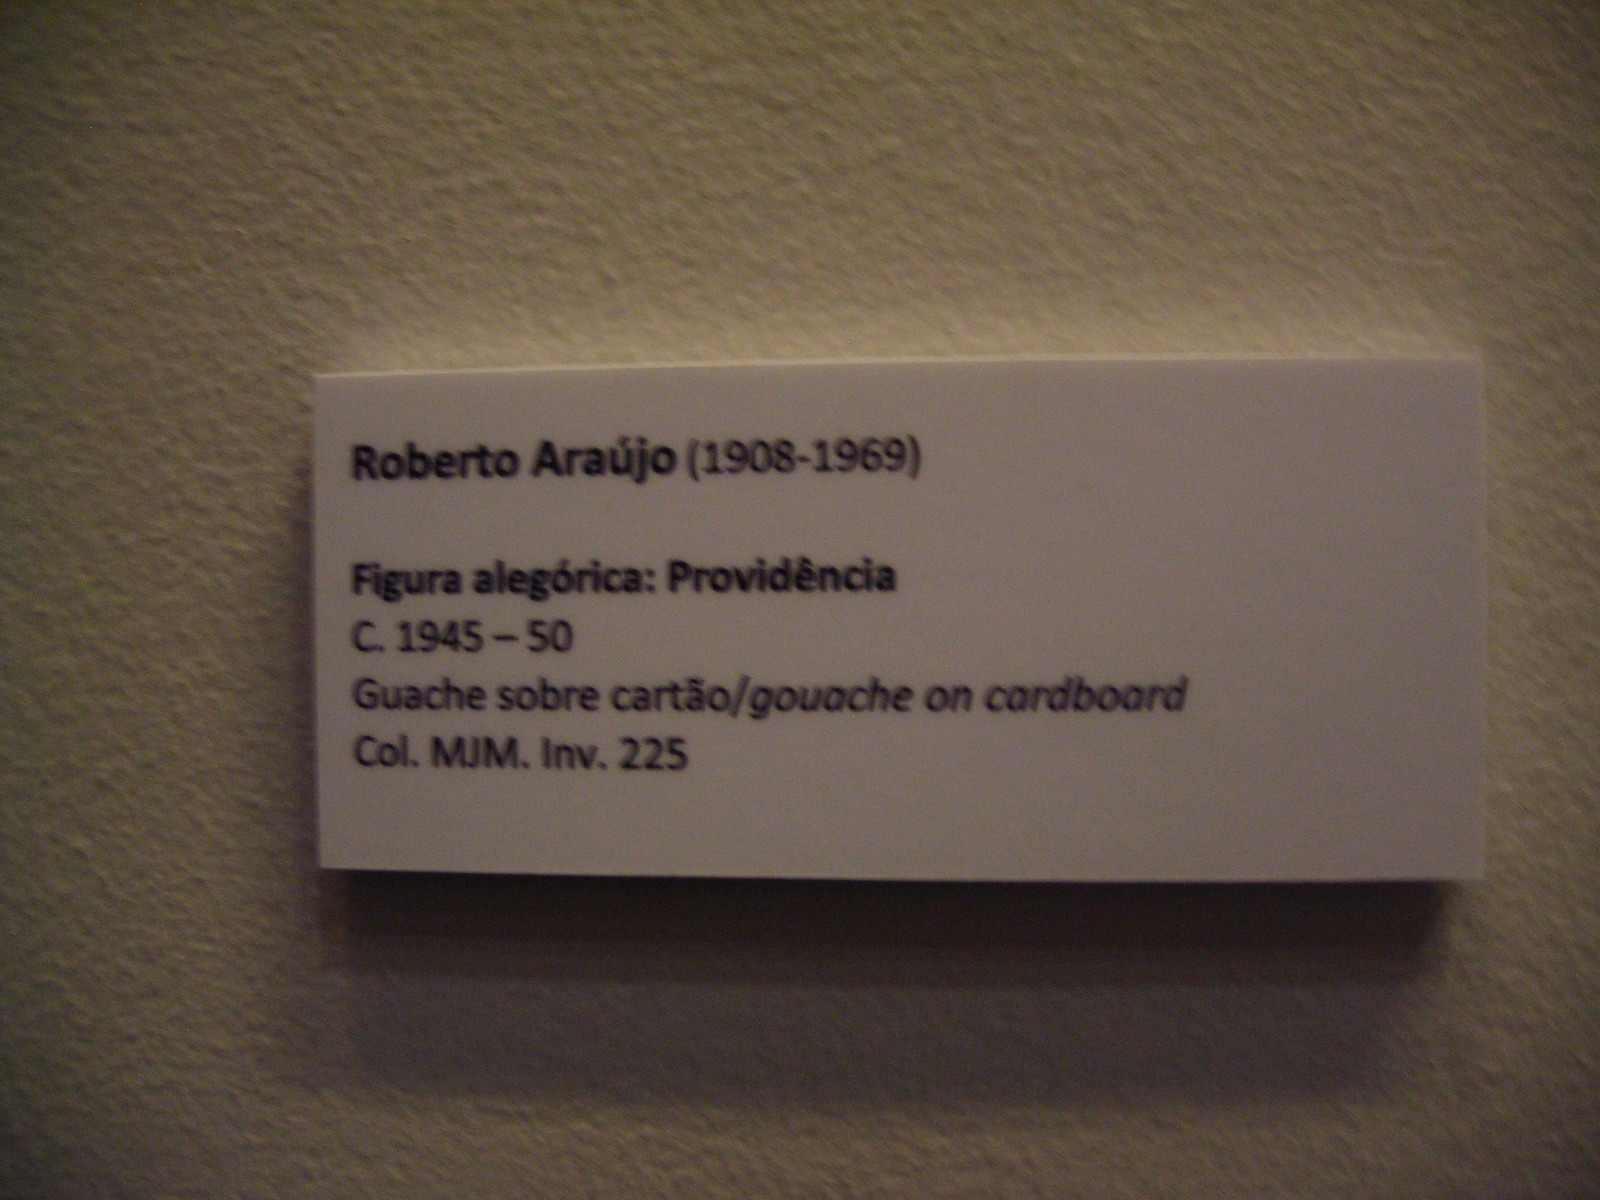 Roberto Araújo (1908-1969)
Figura alegórica: Providência
C. 1945 – 50
Guache sobre cartão/gouache on cardboard
Col. MJM. Inv. 225